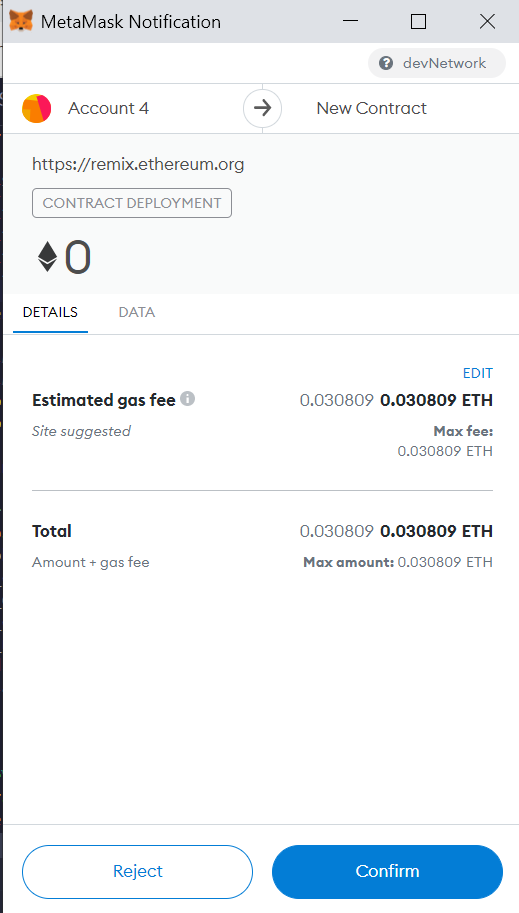 MetaMask Notification
devNetwork
Account 4
New Contract
https://remix.ethereum.org
CONTRACT DEPLOYMENT
0
DETAILS
DATA
EDIT
Estimated gas fee 0.030809 0.030809 ETH
Site suggested
Max fee:
0.030809 ETH
Total 0.030809 0.030809 ETH
Amount + gas fee Max amount: 0.030809 ETH
Reject
Confirm